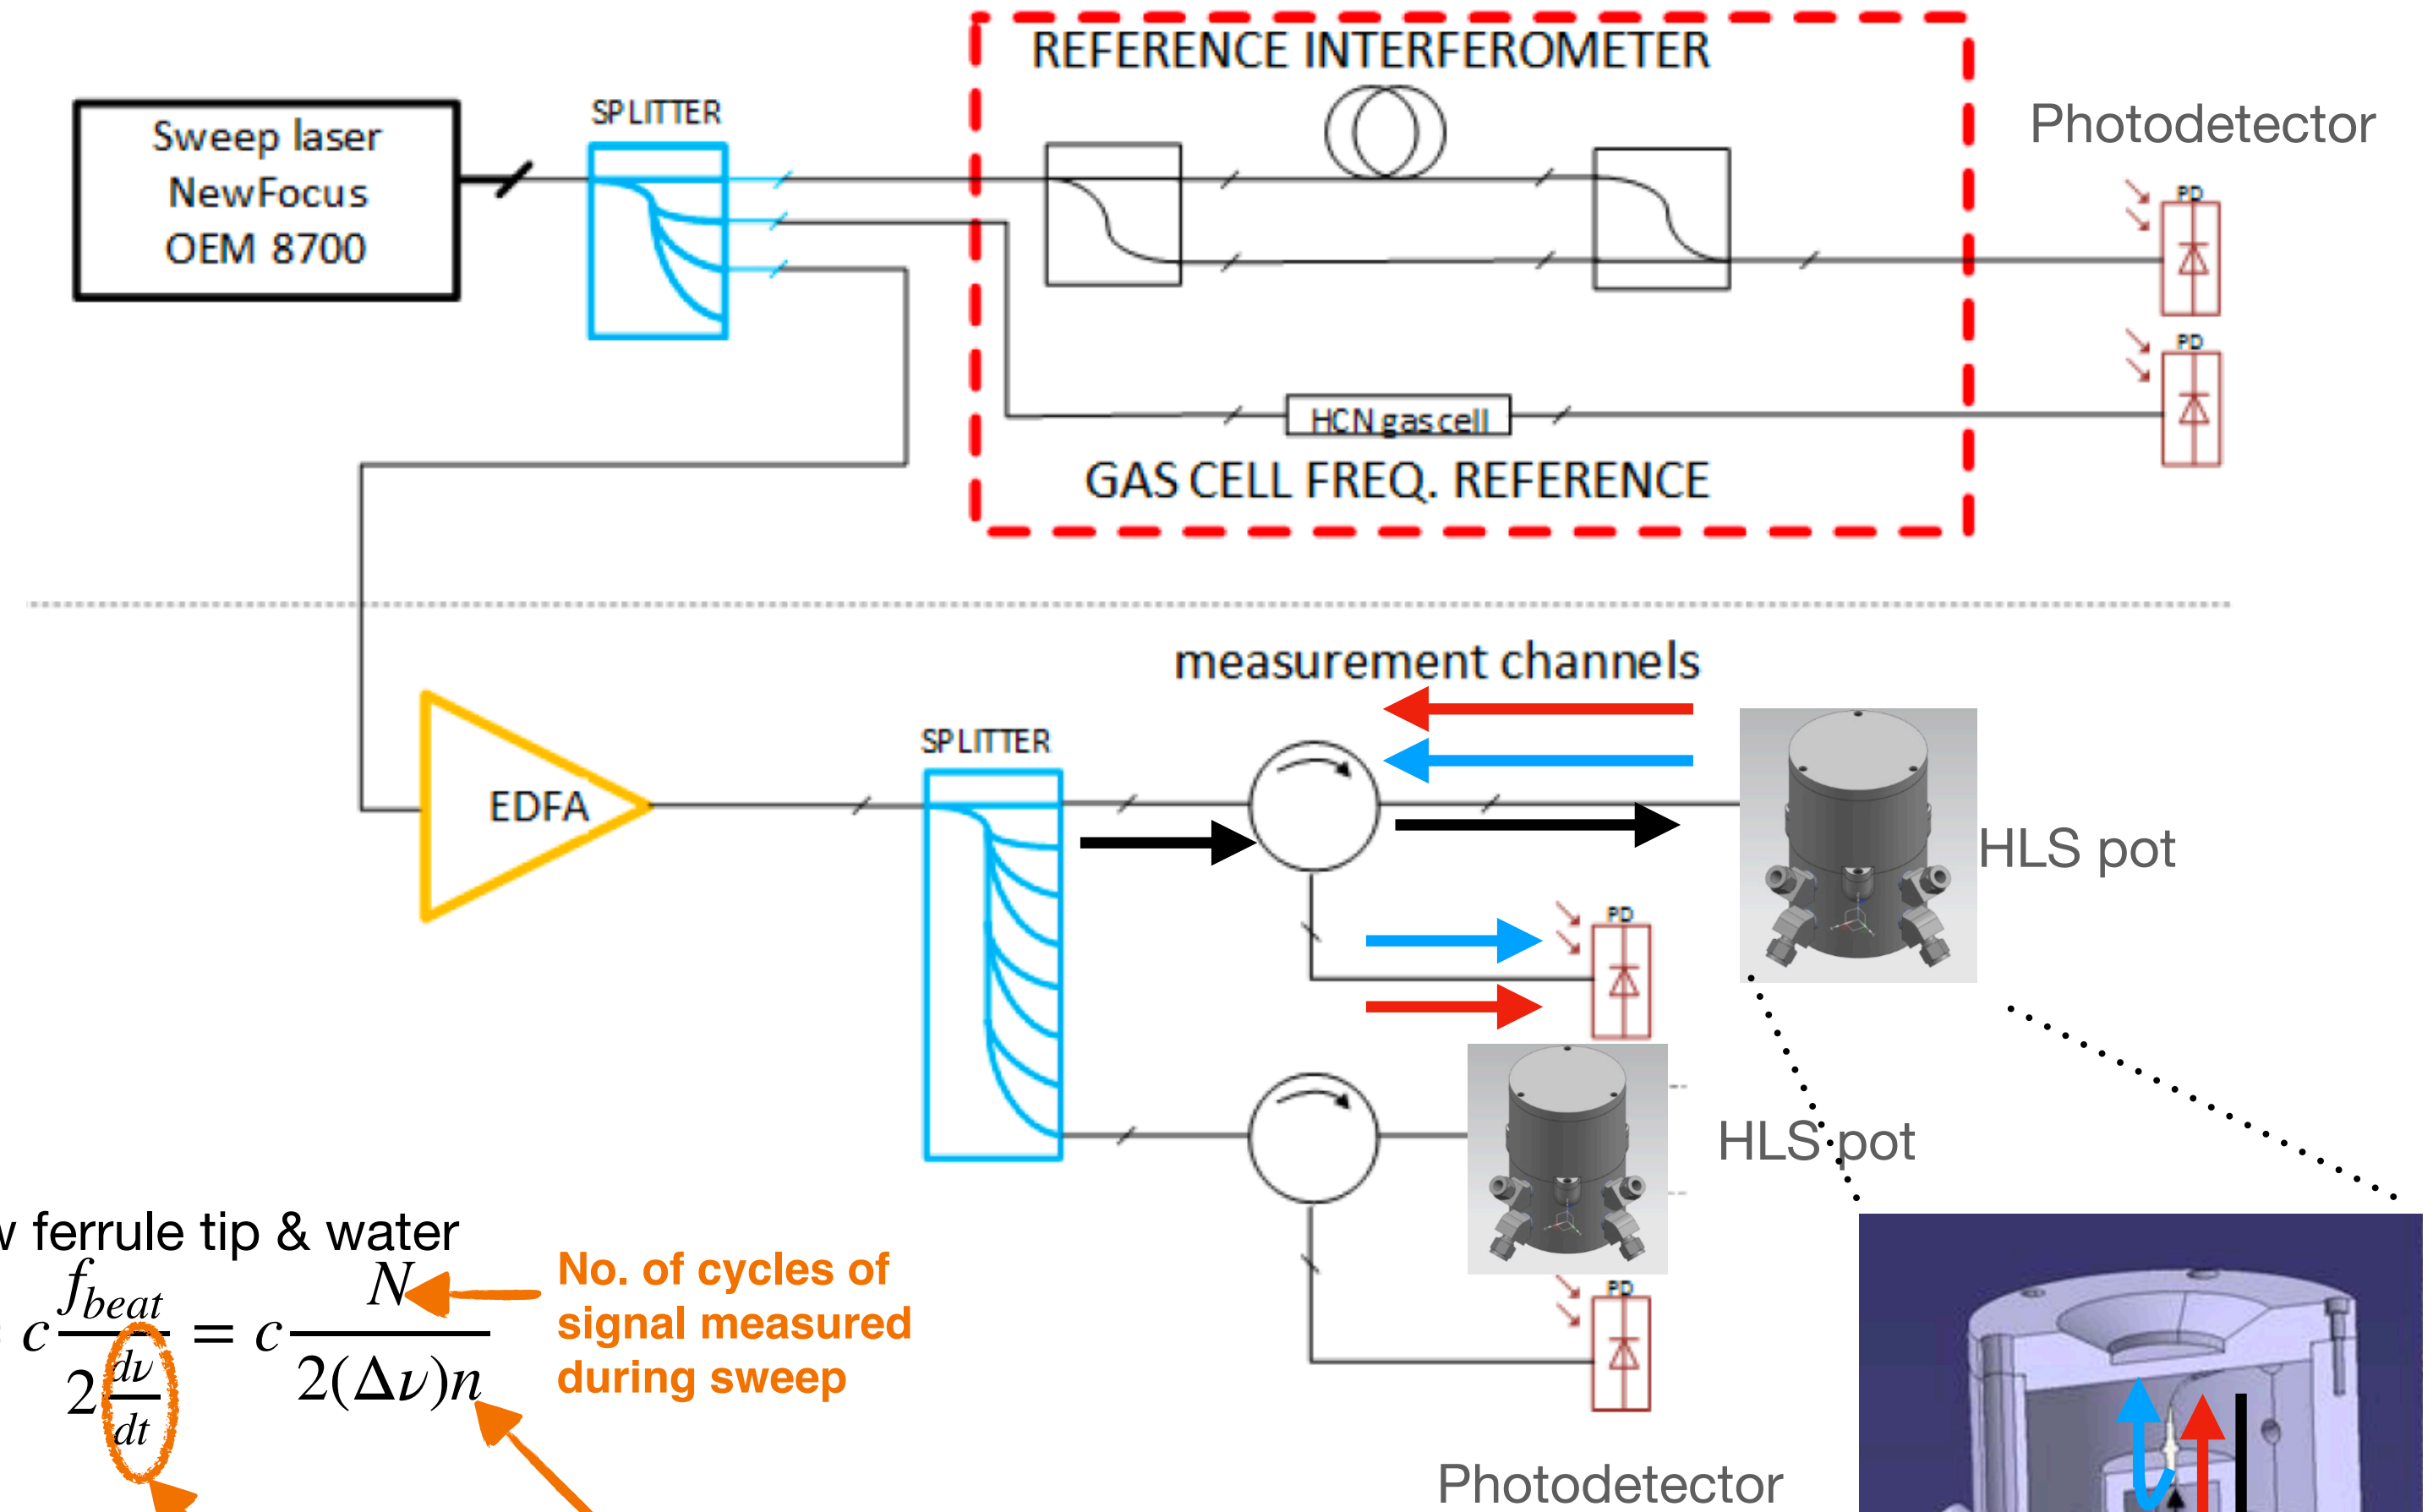 REFERENCE INTERFEROMETER
SPLITTER
Photodetector
Sweep laser
NewFocus
OEM 8700
PD
PD
HCN gas cell
GAS CELL FREQ. REFERENCE
measurement channels
SPLITTER
EDFA
HLS pot
PD
HLS pot
ferrule tip & water
c f_beat / 2 dν/dt = c N / 2(Δν)n
No. of cycles of
signal measured
during sweep
PD
Photodetector